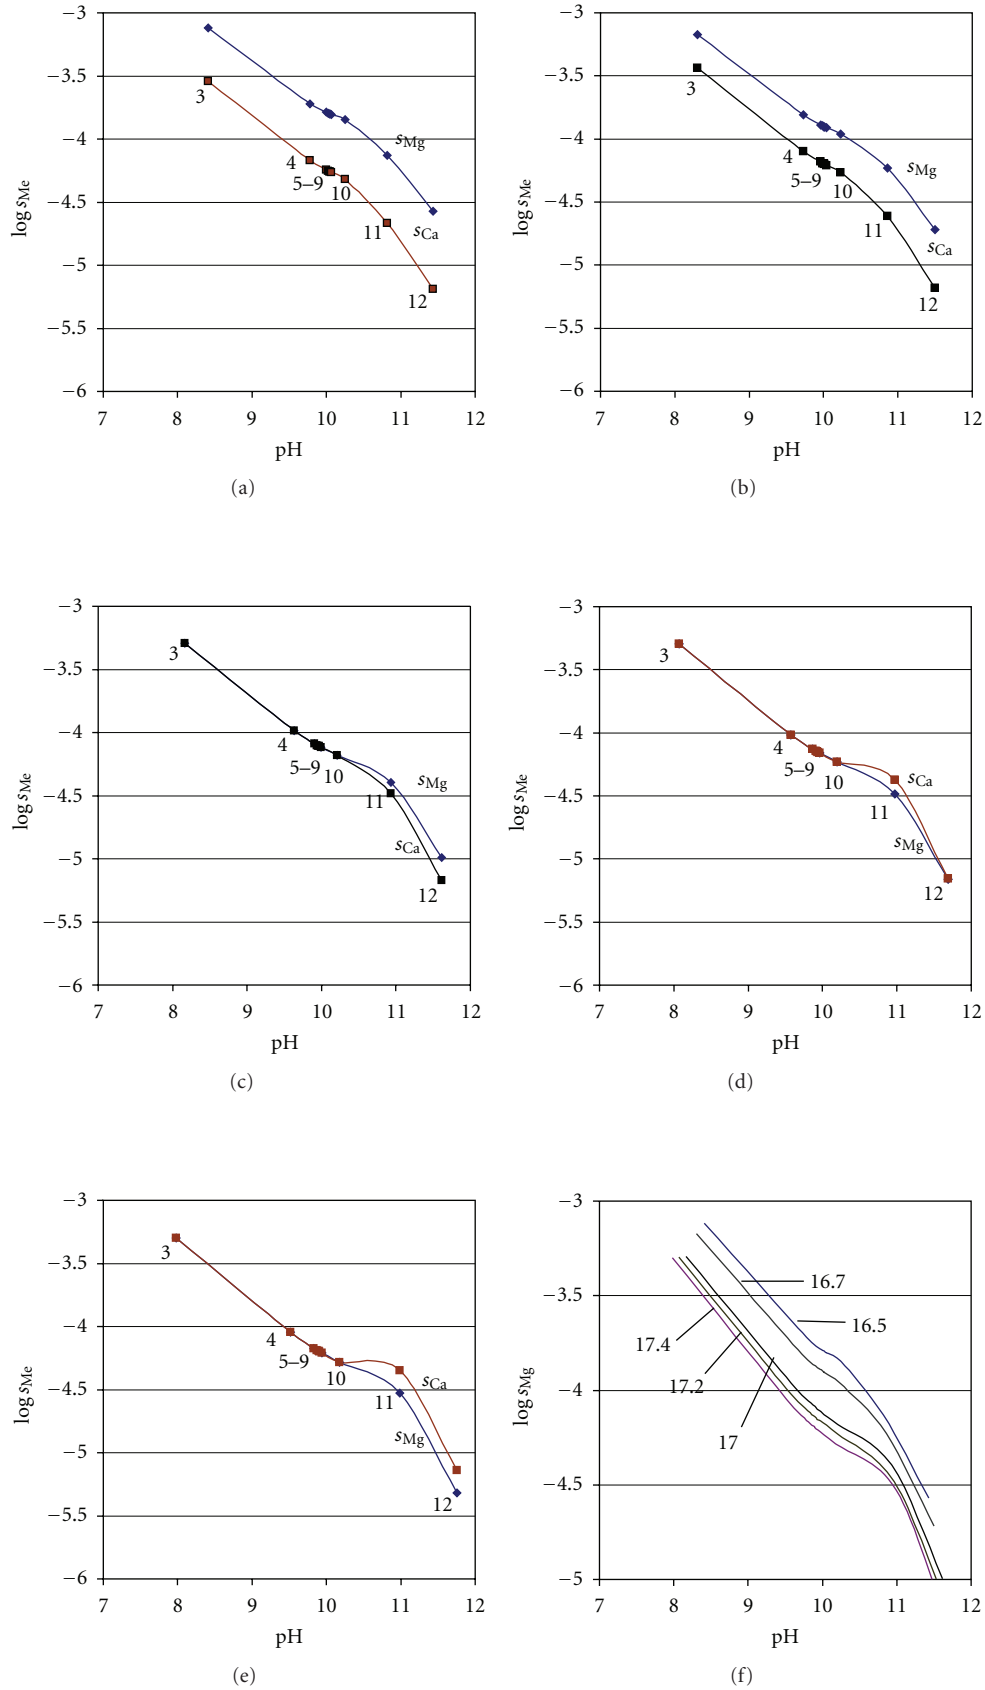 −3
−3.5
−4
−4.5
−5
−5.5
−6
log sMe
3
4
5–9
10
11
12
sMg
sCa
7 8 9 10 11 12
pH
(a)
−3
−3.5
−4
−4.5
−5
−5.5
−6
log sMe
3
4
5–9
10
11
12
sMg
sCa
7 8 9 10 11 12
pH
(b)
−3
−3.5
−4
−4.5
−5
−5.5
−6
log sMe
3
4
5–9
10
11
12
sMg
sCa
7 8 9 10 11 12
pH
(c)
−3
−3.5
−4
−4.5
−5
−5.5
−6
log sMe
3
4
5–9
10
11
12
sCa
sMg
7 8 9 10 11 12
pH
(d)
−3
−3.5
−4
−4.5
−5
−5.5
−6
log sMe
3
4
5–9
10
11
12
sCa
sMg
7 8 9 10 11 12
pH
(e)
−3
−3.5
−4
−4.5
−5
log sMg
16.7
16.5
17.4
17.2
17
7 8 9 10 11 12
pH
(f)